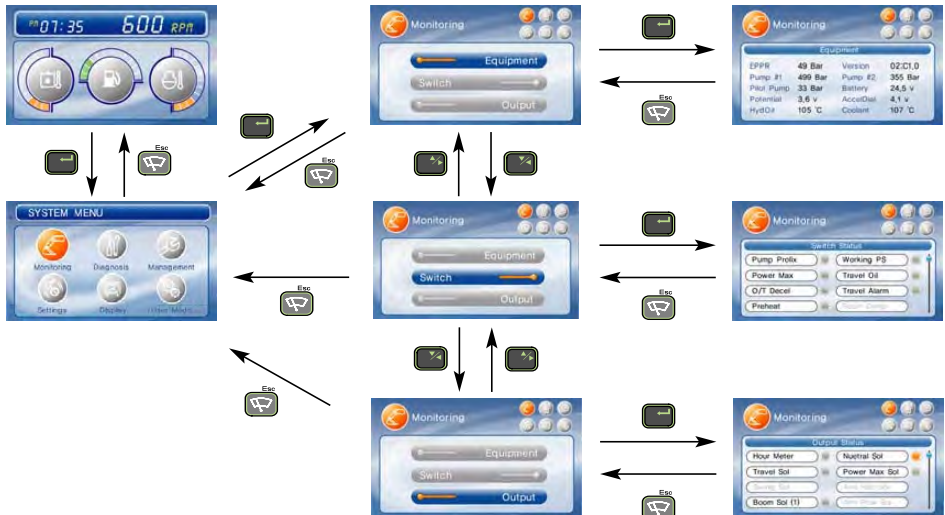 PM 07:35 600 RPM
Esc
SYSTEM MENU
Monitoring Diagnosis Management
Settings Display
Esc
Esc
Esc
Monitoring
Equipment
Switch
Output
Monitoring
Equipment
Switch
Output
Monitoring
Equipment
Switch
Output
Esc
Esc
Esc
Monitoring
Equipment
EPPR 49 Bar Version 02:C1.0
Pump #1 499 Bar Pump #2 355 Bar
Pilot Pump 33 Bar Battery 24,5 v
Potential 3,6 v AccelDial 4,1 v
HydOil 105 °C Coolant 107 °C
Monitoring
Switch Status
Pump Prolix Working PS
Power Max Travel Oil
O/T Decel Travel Alarm
Preheat
Monitoring
Output Status
Hour Meter Nuetral Sol
Travel Sol Power Max Sol
Boom Sol (1)